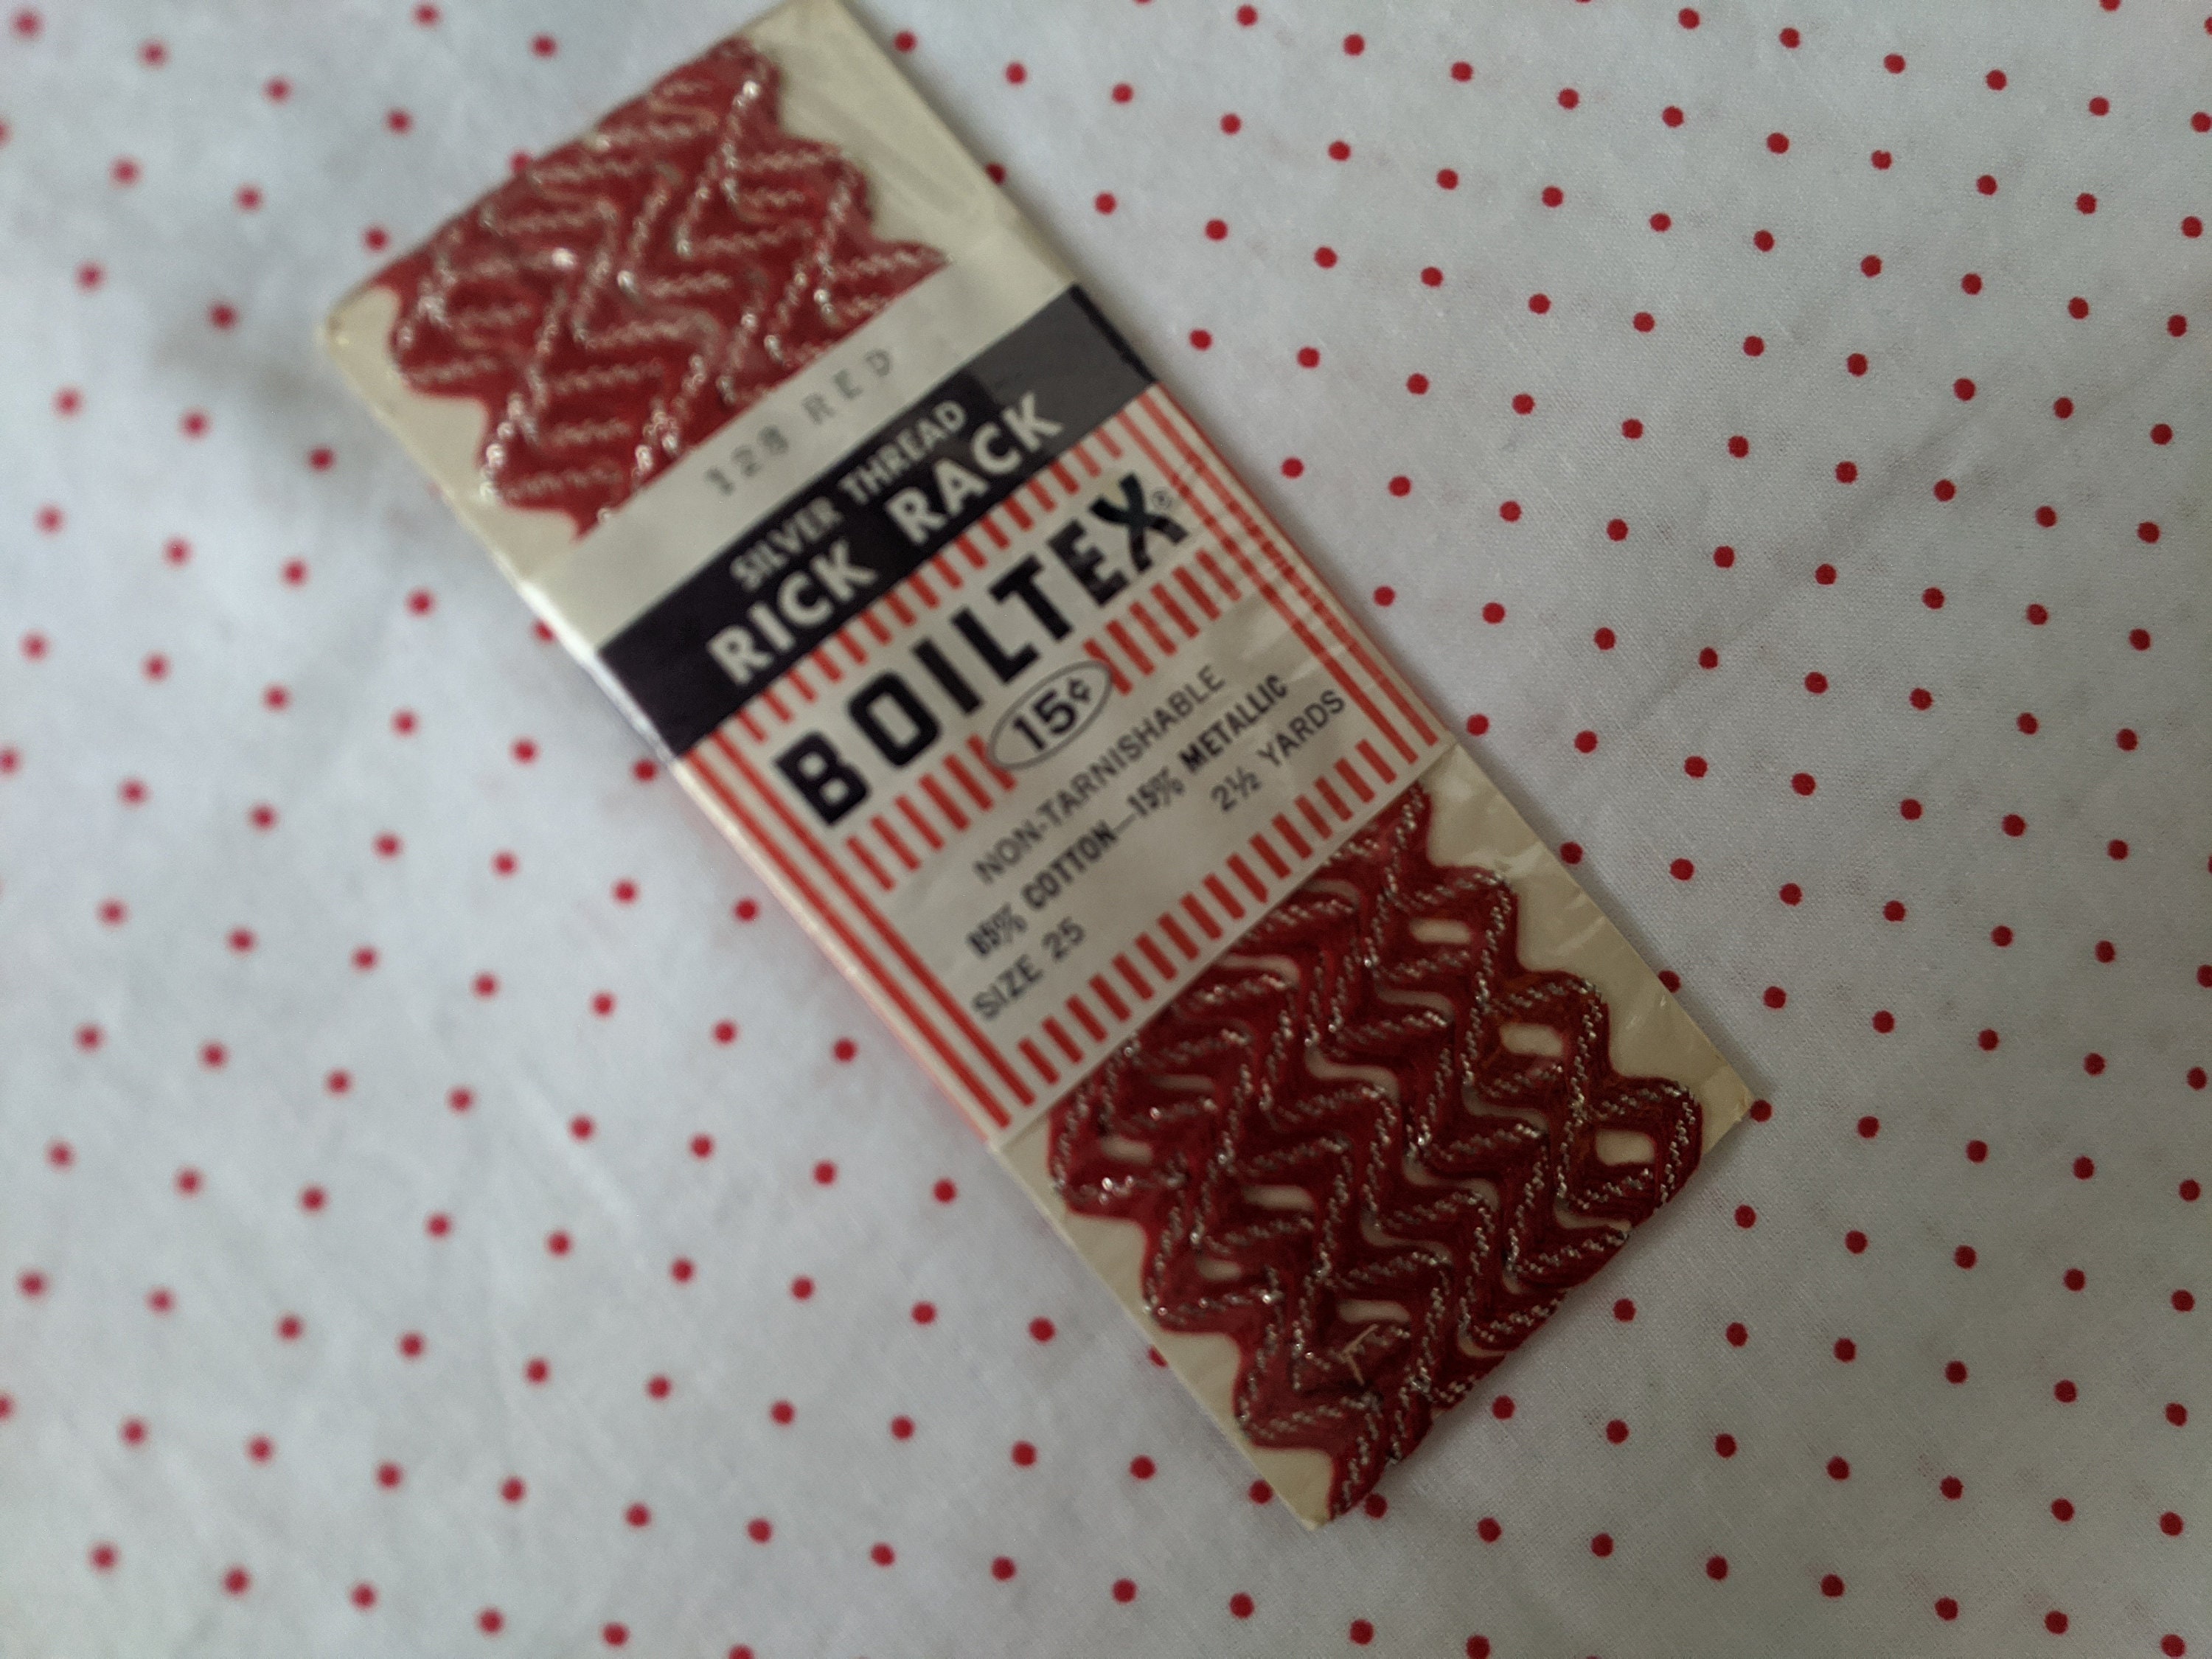 128 RED
SILVER THREAD
RICK RACK
BOILTEX®
15¢
NON-TARNISHABLE
85% COTTON—15% METALLIC
SIZE 25 2½ YARDS